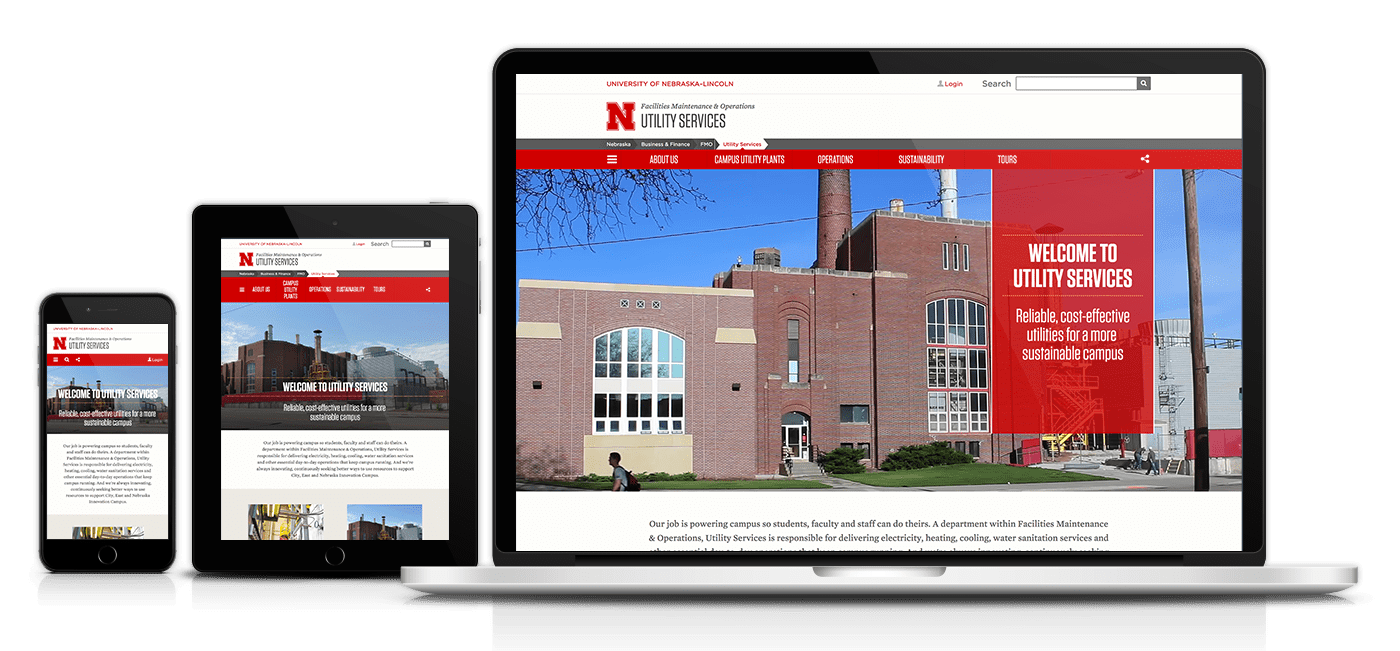 UNIVERSITY OF NEBRASKA–LINCOLN
N Facilities Maintenance & Operations
UTILITY SERVICES
Login
WELCOME TO UTILITY SERVICES
Reliable, cost-effective utilities for a more
sustainable campus
Our job is powering campus so students, faculty
and staff can do theirs. A department within
Facilities Maintenance & Operations, Utility
Services is responsible for delivering electricity,
heating, cooling, water sanitation services and
other essential day-to-day operations that keep
campus running. And we're always innovating,
continuously seeking better ways to use
resources to support City, East and Nebraska
Innovation Campus.
UNIVERSITY OF NEBRASKA–LINCOLN
Login Search
N Facilities Maintenance & Operations
UTILITY SERVICES
Nebraska Business & Finance FMO Utility Services
ABOUT US CAMPUS
UTILITY
PLANTS OPERATIONS SUSTAINABILITY TOURS
WELCOME TO UTILITY SERVICES
Reliable, cost-effective utilities for a more
sustainable campus
Our job is powering campus so students, faculty and staff can do theirs. A
department within Facilities Maintenance & Operations, Utility Services is
responsible for delivering electricity, heating, cooling, water sanitation services
and other essential day-to-day operations that keep campus running. And we're
always innovating, continuously seeking better ways to use resources to support
City, East and Nebraska Innovation Campus.
UNIVERSITY OF NEBRASKA–LINCOLN
Login Search
N Facilities Maintenance & Operations
UTILITY SERVICES
Nebraska Business & Finance FMO Utility Services
ABOUT US CAMPUS UTILITY PLANTS OPERATIONS SUSTAINABILITY TOURS
WELCOME TO
UTILITY SERVICES
Reliable, cost-effective
utilities for a more
sustainable campus
Our job is powering campus so students, faculty and staff can do theirs. A department within Facilities Maintenance
& Operations, Utility Services is responsible for delivering electricity, heating, cooling, water sanitation services and